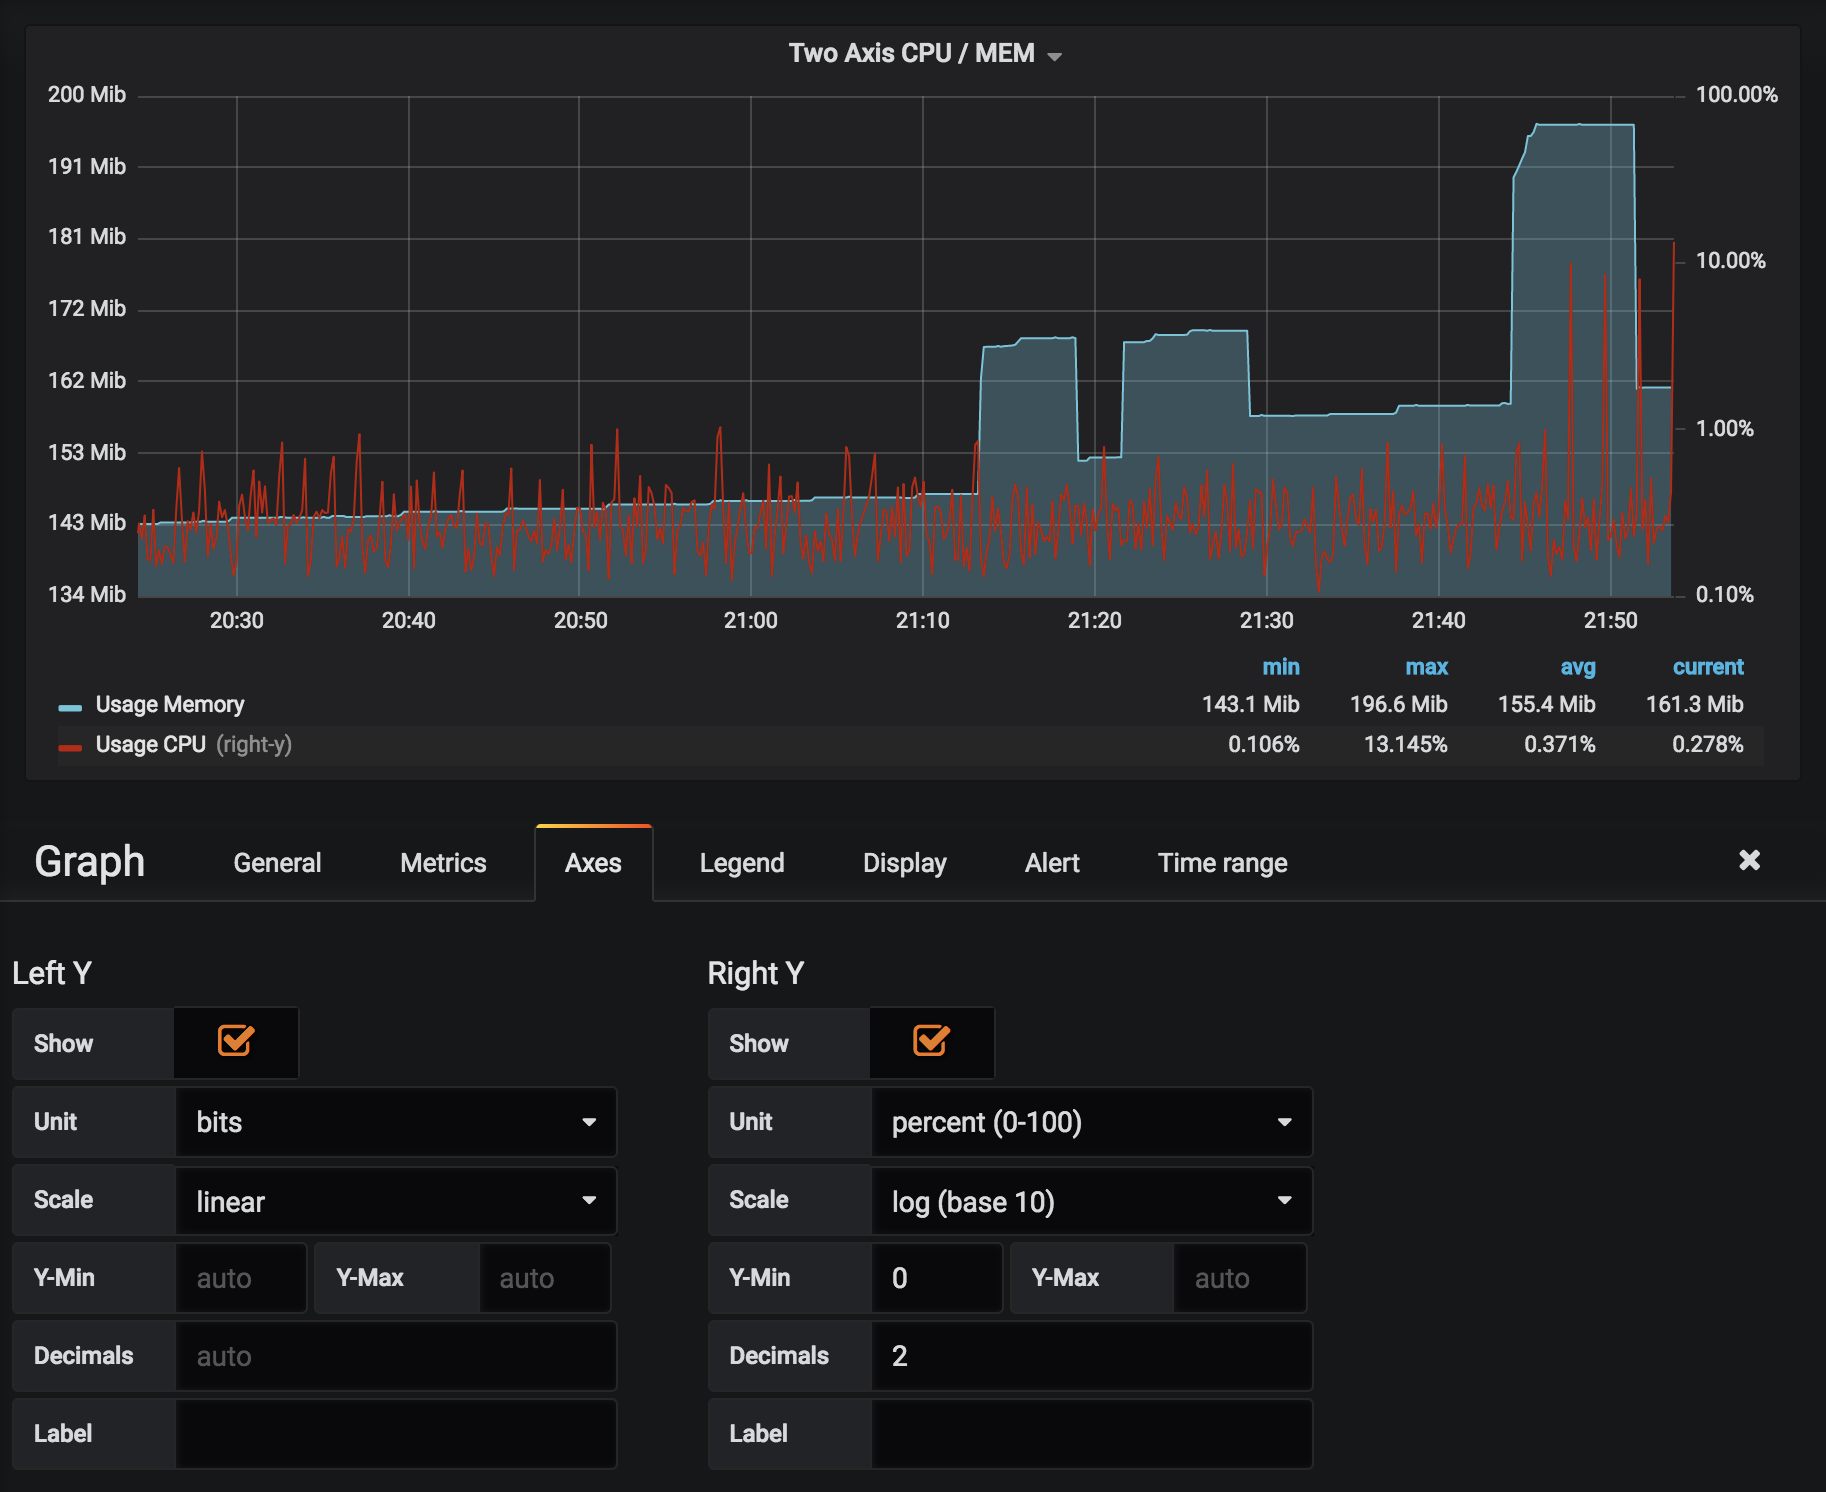 Two Axis CPU / MEM
200 Mib
191 Mib
181 Mib
172 Mib
162 Mib
153 Mib
143 Mib
134 Mib
100.00%
10.00%
1.00%
0.10%
20:30 20:40 20:50 21:00 21:10 21:20 21:30 21:40 21:50
min max avg current
Usage Memory 143.1 Mib 196.6 Mib 155.4 Mib 161.3 Mib
Usage CPU (right-y) 0.106% 13.145% 0.371% 0.278%
Graph General Metrics Axes Legend Display Alert Time range
Left Y
Show
Unit bits
Scale linear
Y-Min auto Y-Max auto
Decimals auto
Label
Right Y
Show
Unit percent (0-100)
Scale log (base 10)
Y-Min 0 Y-Max auto
Decimals 2
Label